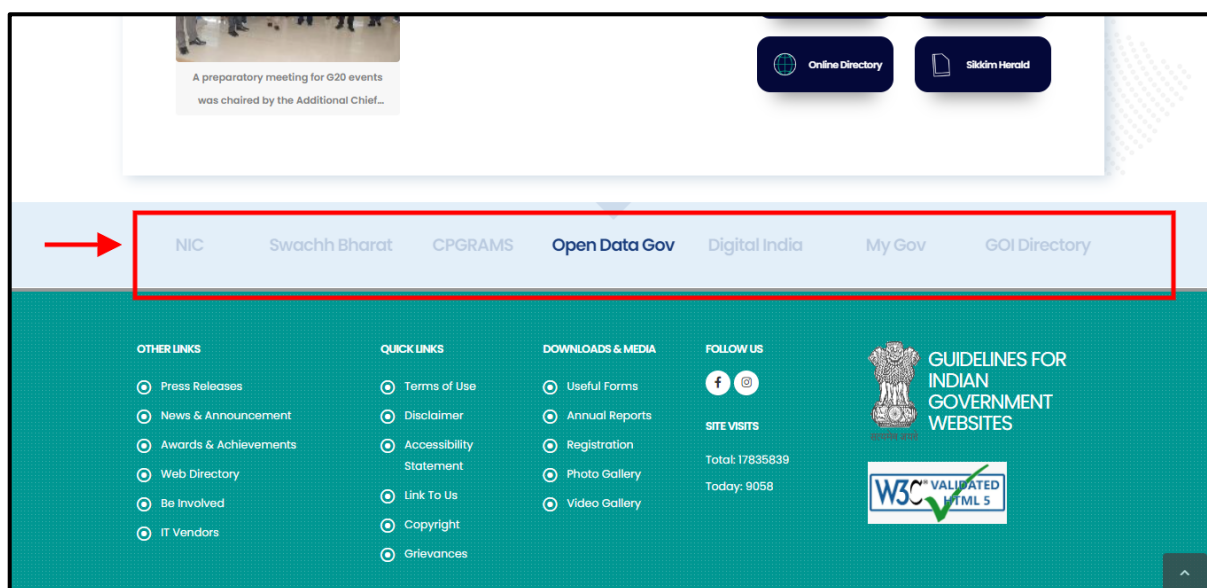 A preparatory meeting for G20 events
was chaired by the Additional Chief...
Online Directory
Sikkim Herald
NIC
Swachh Bharat
CPGRAMS
Open Data Gov
Digital India
My Gov
GOI Directory
OTHER LINKS
Press Releases
News & Announcement
Awards & Achievements
Web Directory
Be Involved
IT Vendors
QUICK LINKS
Terms of Use
Disclaimer
Accessibility
Statement
Link To Us
Copyright
Grievances
DOWNLOADS & MEDIA
Useful Forms
Annual Reports
Registration
Photo Gallery
Video Gallery
FOLLOW US
SITE VISITS
Total: 17835839
Today: 9058
सत्यमेव जयते
GUIDELINES FOR
INDIAN
GOVERNMENT
WEBSITES
W3C® VALIDATED
HTML 5